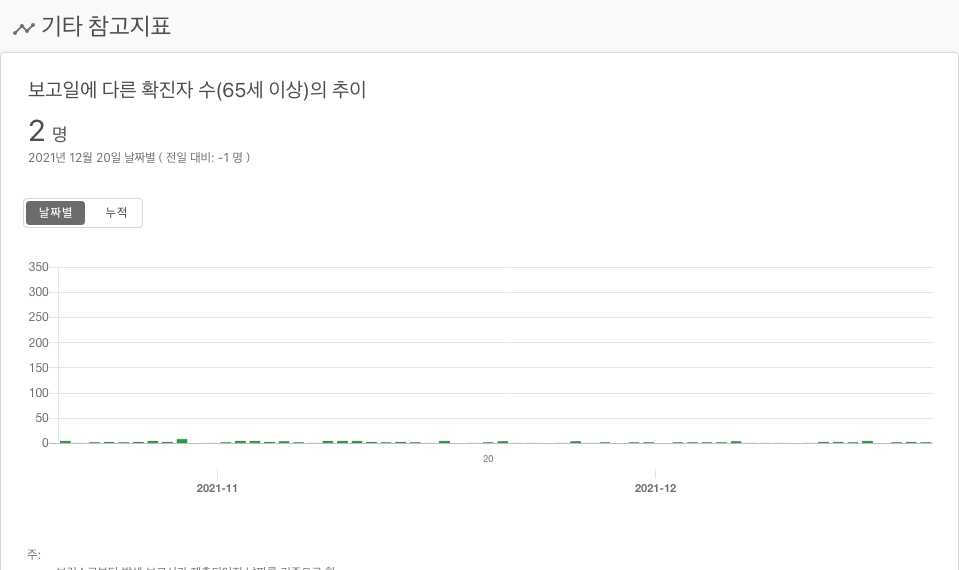 기타 참고지표
보고일에 다른 확진자 수(65세 이상)의 추이
2 명
2021년 12월 20일 날짜별 ( 전일 대비: -1 명 )
날짜별 누적
350
300
250
200
150
100
50
0
20
2021-11 2021-12
주: